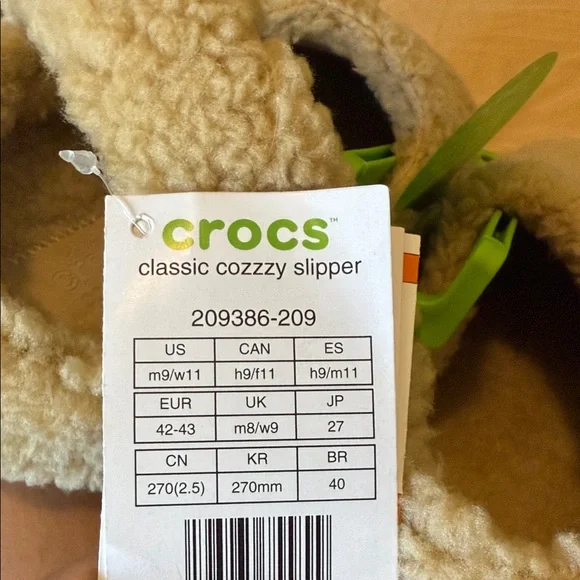 crocs™
classic cozzzy slipper
209386-209
US CAN ES
m9/w11 h9/f11 h9/m11
EUR UK JP
42-43 m8/w9 27
CN KR BR
270(2.5) 270mm 40